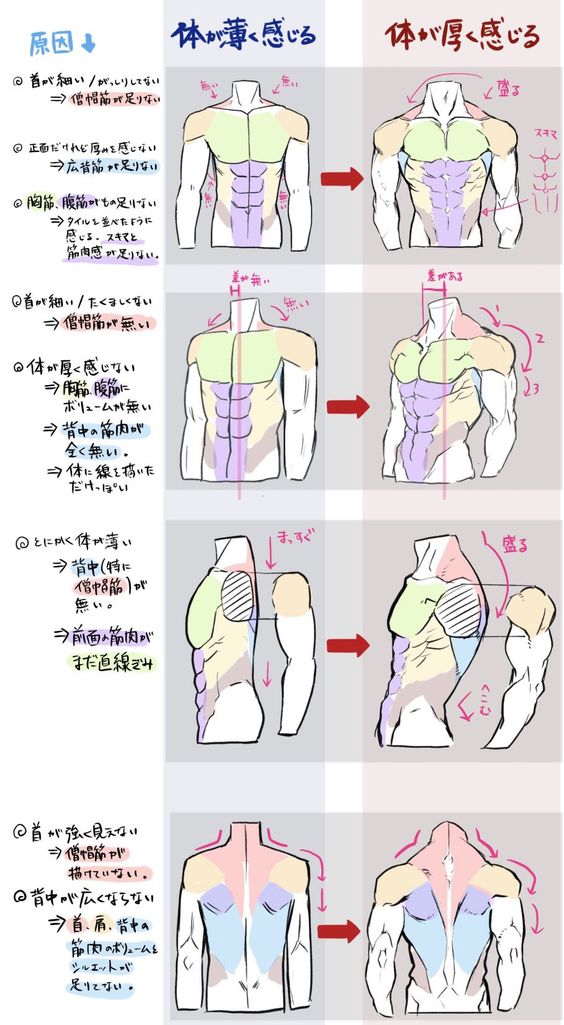 原因↓
体が薄く感じる
体が厚く感じる
◎首が細い/がっしりしてない
⇒僧帽筋が足りない
◎正面だけれど厚みを感じない
⇒広背筋が足りない
◎胸筋、腹筋がもの足りない
⇒タイルを並べたように
感じる。スキマと
筋肉感が足りない。
無い
無い
無い
無い
盛る
スキマ
◎首が細い/たくましくない
⇒僧帽筋が無い
◎体が厚く感じない
⇒胸筋、腹筋に
ボリュームが無い
⇒背中の筋肉が
全く無い。
⇒体に線を描いた
だけっぽい
差が無い
無い
差がある
1
2
3
◎とにかく体が薄い
⇒背中(特に
僧帽筋)が
無い。
⇒前面の筋肉が
まだ直線ぎみ
まっすぐ
盛る
へこむ
◎首が強く見えない
⇒僧帽筋が
描けていない。
◎背中が広くならない
⇒首、肩、背中の
筋肉のボリュームと
シルエットが
足りてない。